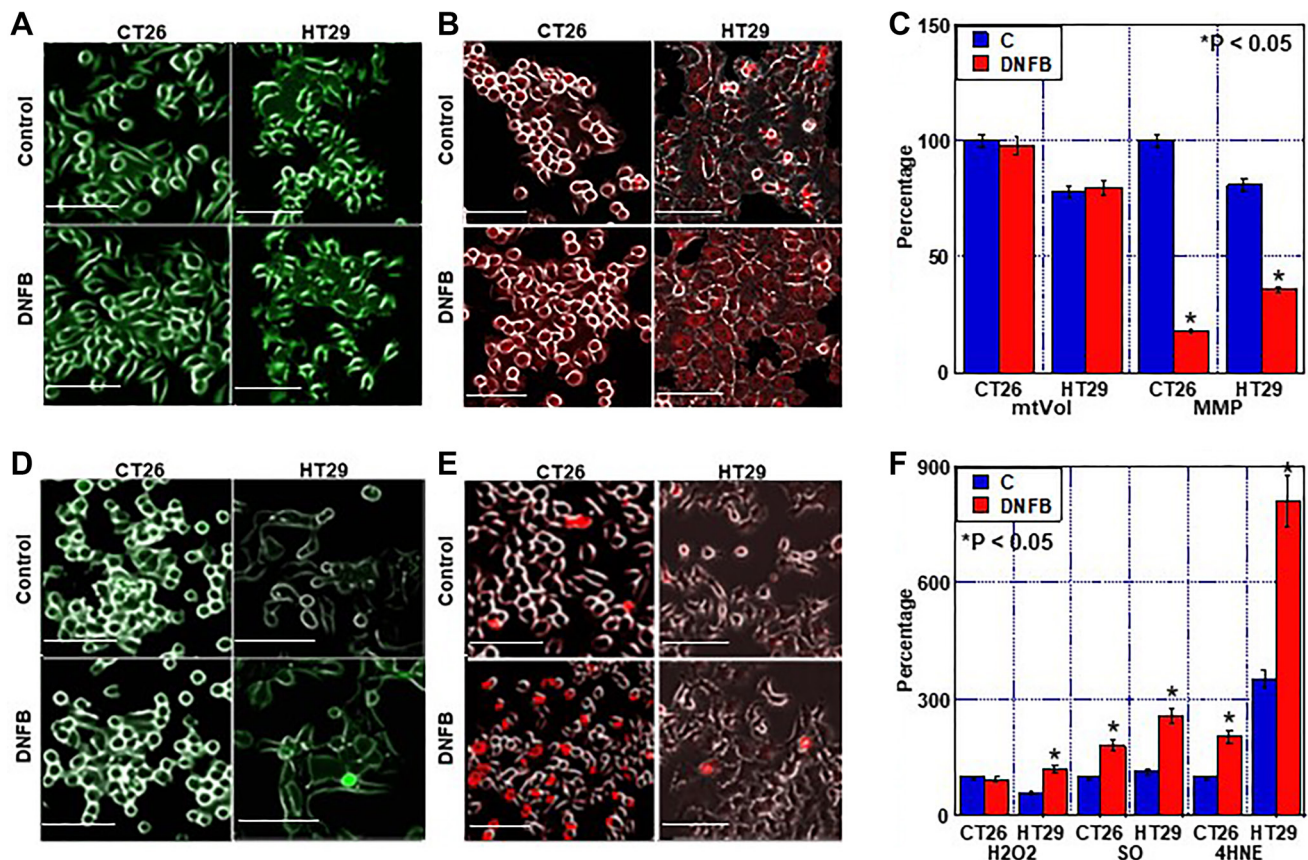 A
CT26 HT29
Control
DNFB
B
CT26 HT29
Control
DNFB
C
150
100
50
0
Percentage
C
DNFB
*P < 0.05
*
*
CT26 HT29 CT26 HT29
mtVol MMP
D
CT26 HT29
Control
DNFB
E
CT26 HT29
Control
DNFB
F
900
600
300
0
Percentage
C
DNFB
*P < 0.05
*
*
*
*
*
CT26 HT29 CT26 HT29 CT26 HT29
H2O2 SO 4HNE